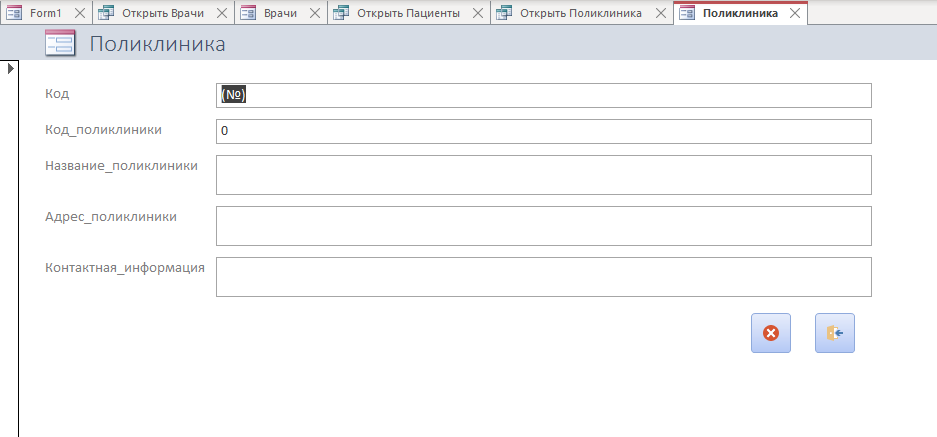 Form1 Открыть Врачи Врачи Открыть Пациенты Открыть Поликлиника Поликлиника
Поликлиника
Код (№)
Код_поликлиники 0
Название_поликлиники
Адрес_поликлиники
Контактная_информация